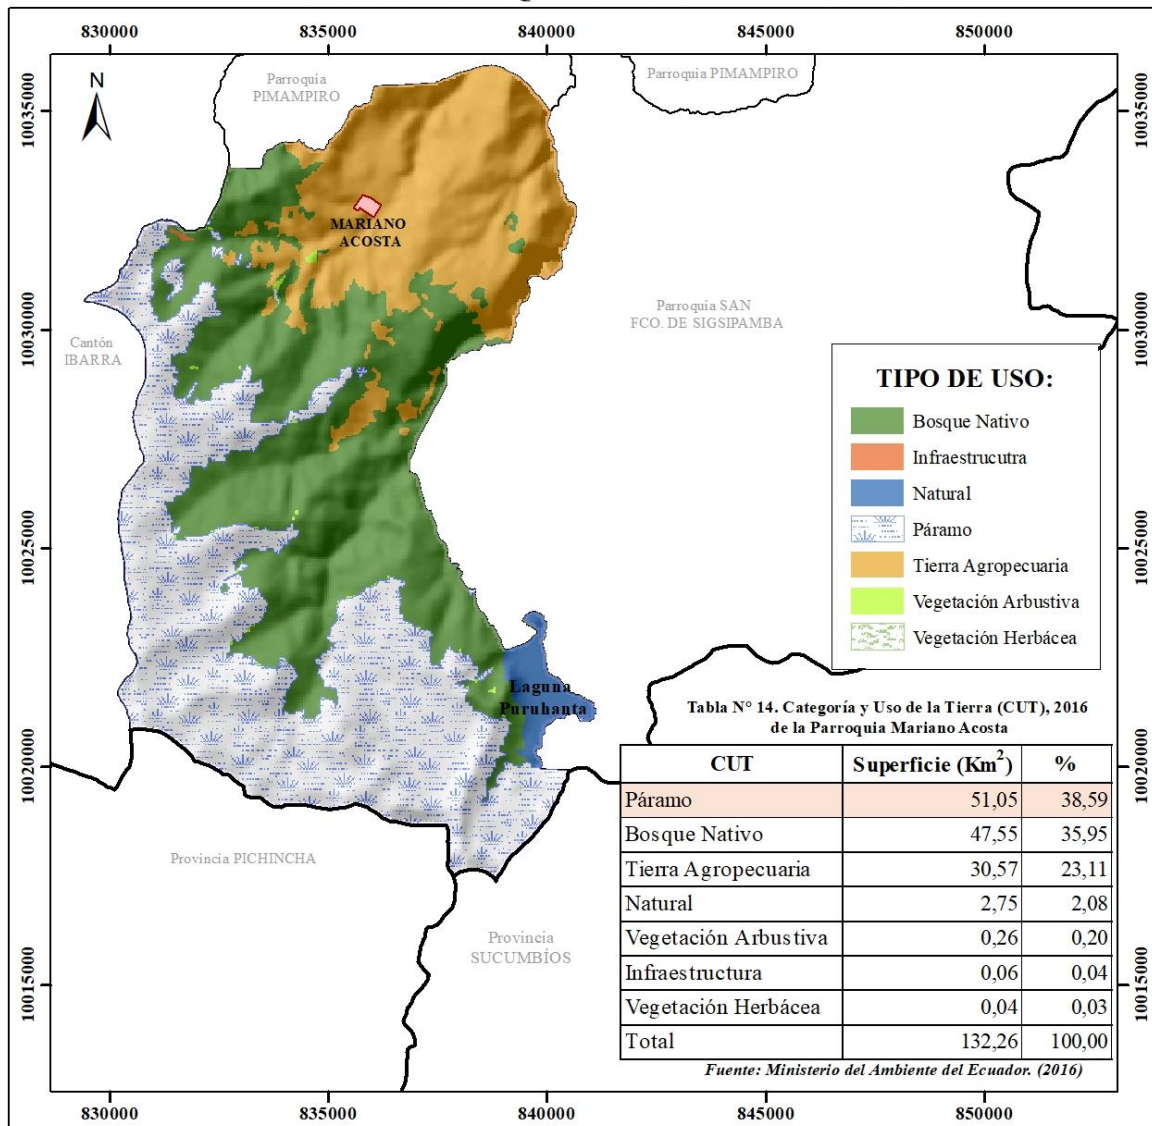 830000 835000 840000 845000 850000
10035000
10030000
10025000
10020000
10015000
N
Parroquia
PIMAMPIRO
Parroquia PIMAMPIRO
MARIANO
ACOSTA
Cantón
IBARRA
Parroquia SAN
FCO. DE SIGSIPAMBA
TIPO DE USO:
Bosque Nativo
Infraestrucutra
Natural
Páramo
Tierra Agropecuaria
Vegetación Arbustiva
Vegetación Herbácea
Laguna
Puruhanta
Provincia PICHINCHA
Provincia
SUCUMBÍOS
Tabla N° 14. Categoría y Uso de la Tierra (CUT), 2016
de la Parroquia Mariano Acosta
CUT Superficie (Km²) %
Páramo 51,05 38,59
Bosque Nativo 47,55 35,95
Tierra Agropecuaria 30,57 23,11
Natural 2,75 2,08
Vegetación Arbustiva 0,26 0,20
Infraestructura 0,06 0,04
Vegetación Herbácea 0,04 0,03
Total 132,26 100,00
Fuente: Ministerio del Ambiente del Ecuador. (2016)
10035000
10030000
10025000
10020000
10015000
830000 835000 840000 845000 850000